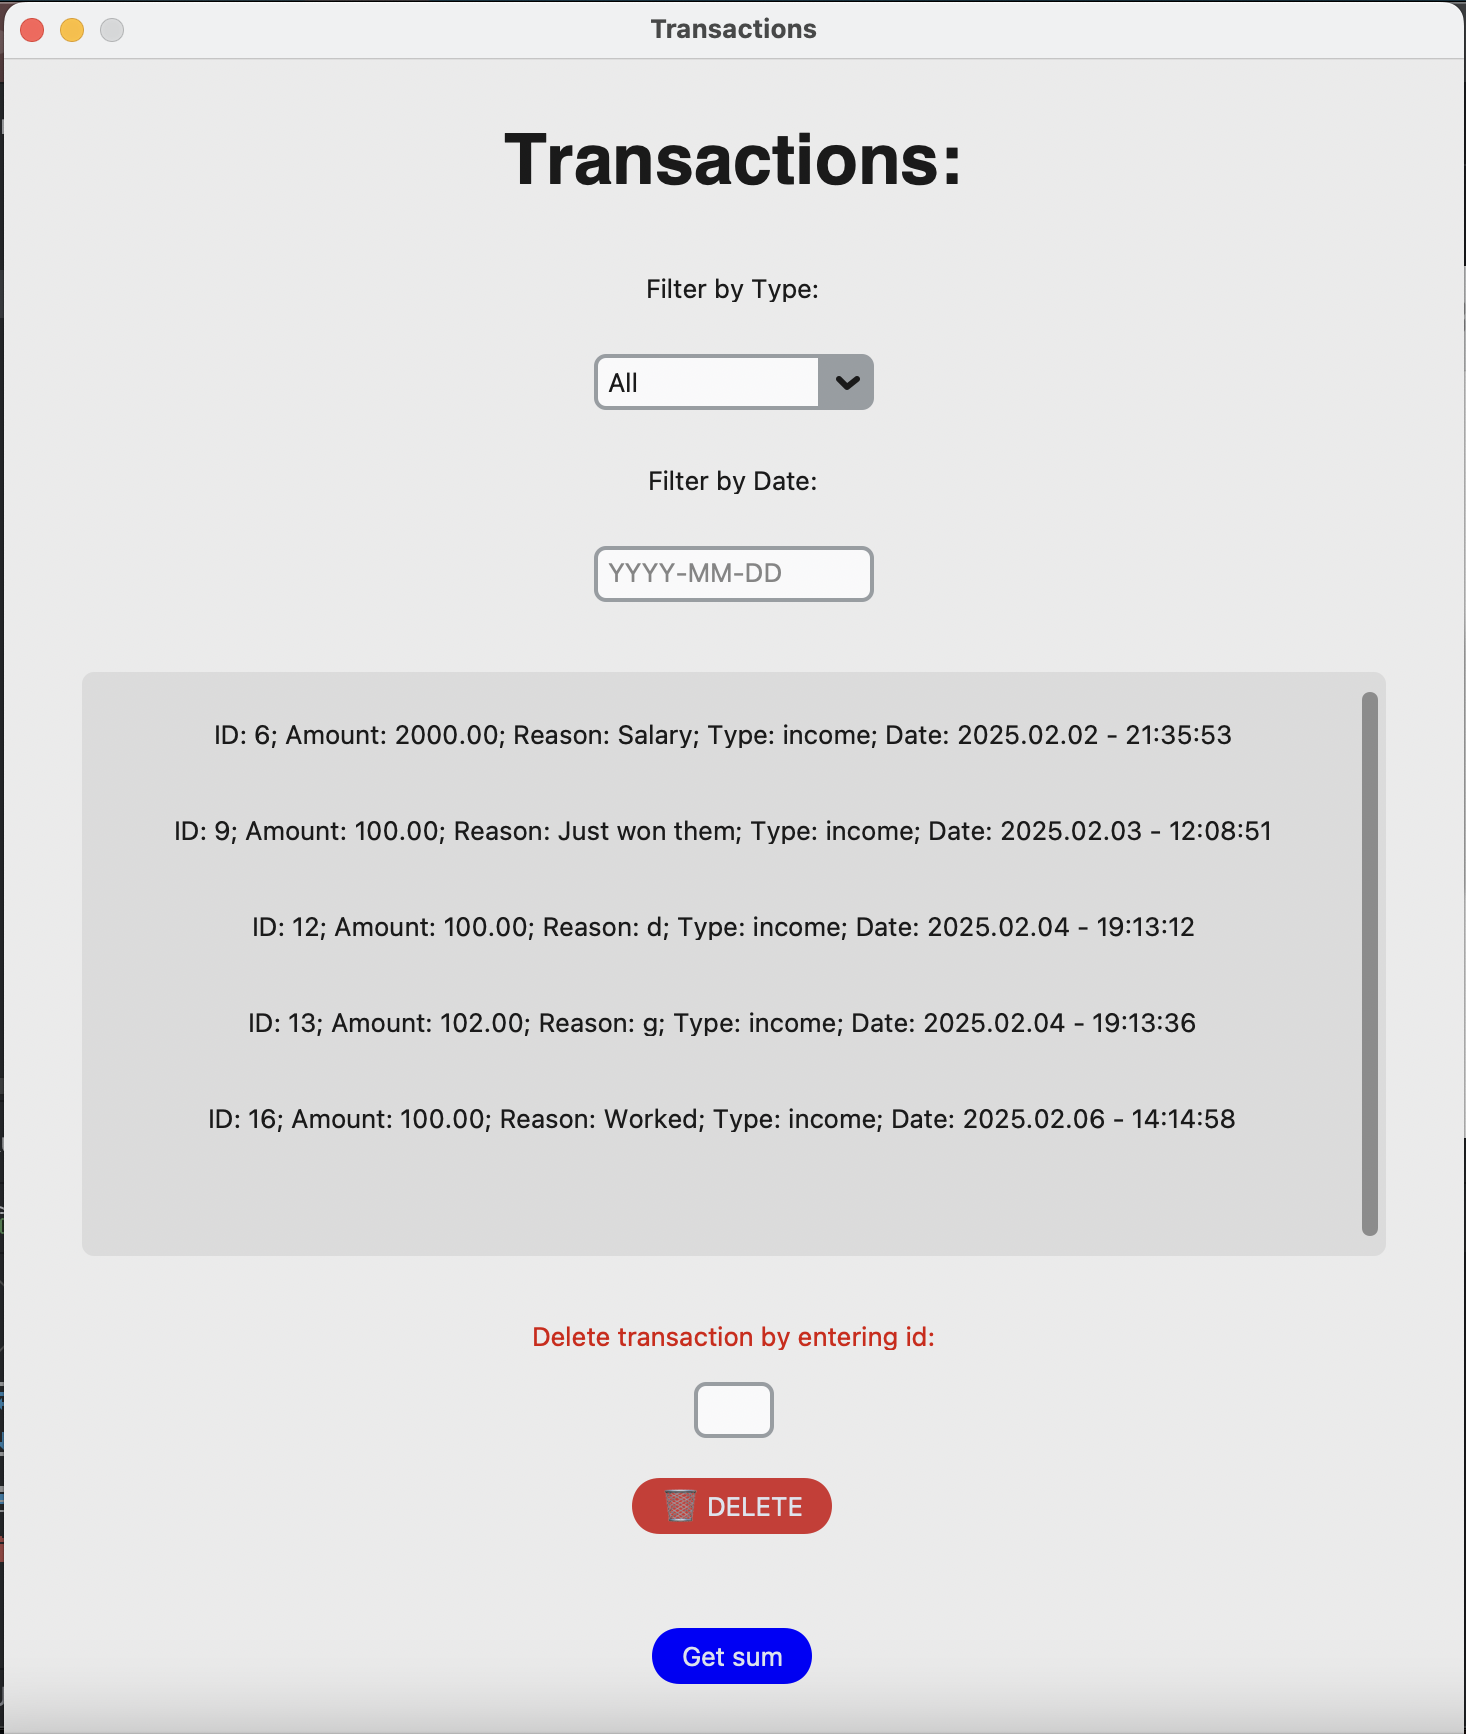 Transactions
Transactions:
Filter by Type:
All
Filter by Date:
YYYY-MM-DD
ID: 6; Amount: 2000.00; Reason: Salary; Type: income; Date: 2025.02.02 - 21:35:53
ID: 9; Amount: 100.00; Reason: Just won them; Type: income; Date: 2025.02.03 - 12:08:51
ID: 12; Amount: 100.00; Reason: d; Type: income; Date: 2025.02.04 - 19:13:12
ID: 13; Amount: 102.00; Reason: g; Type: income; Date: 2025.02.04 - 19:13:36
ID: 16; Amount: 100.00; Reason: Worked; Type: income; Date: 2025.02.06 - 14:14:58
Delete transaction by entering id:
DELETE
Get sum